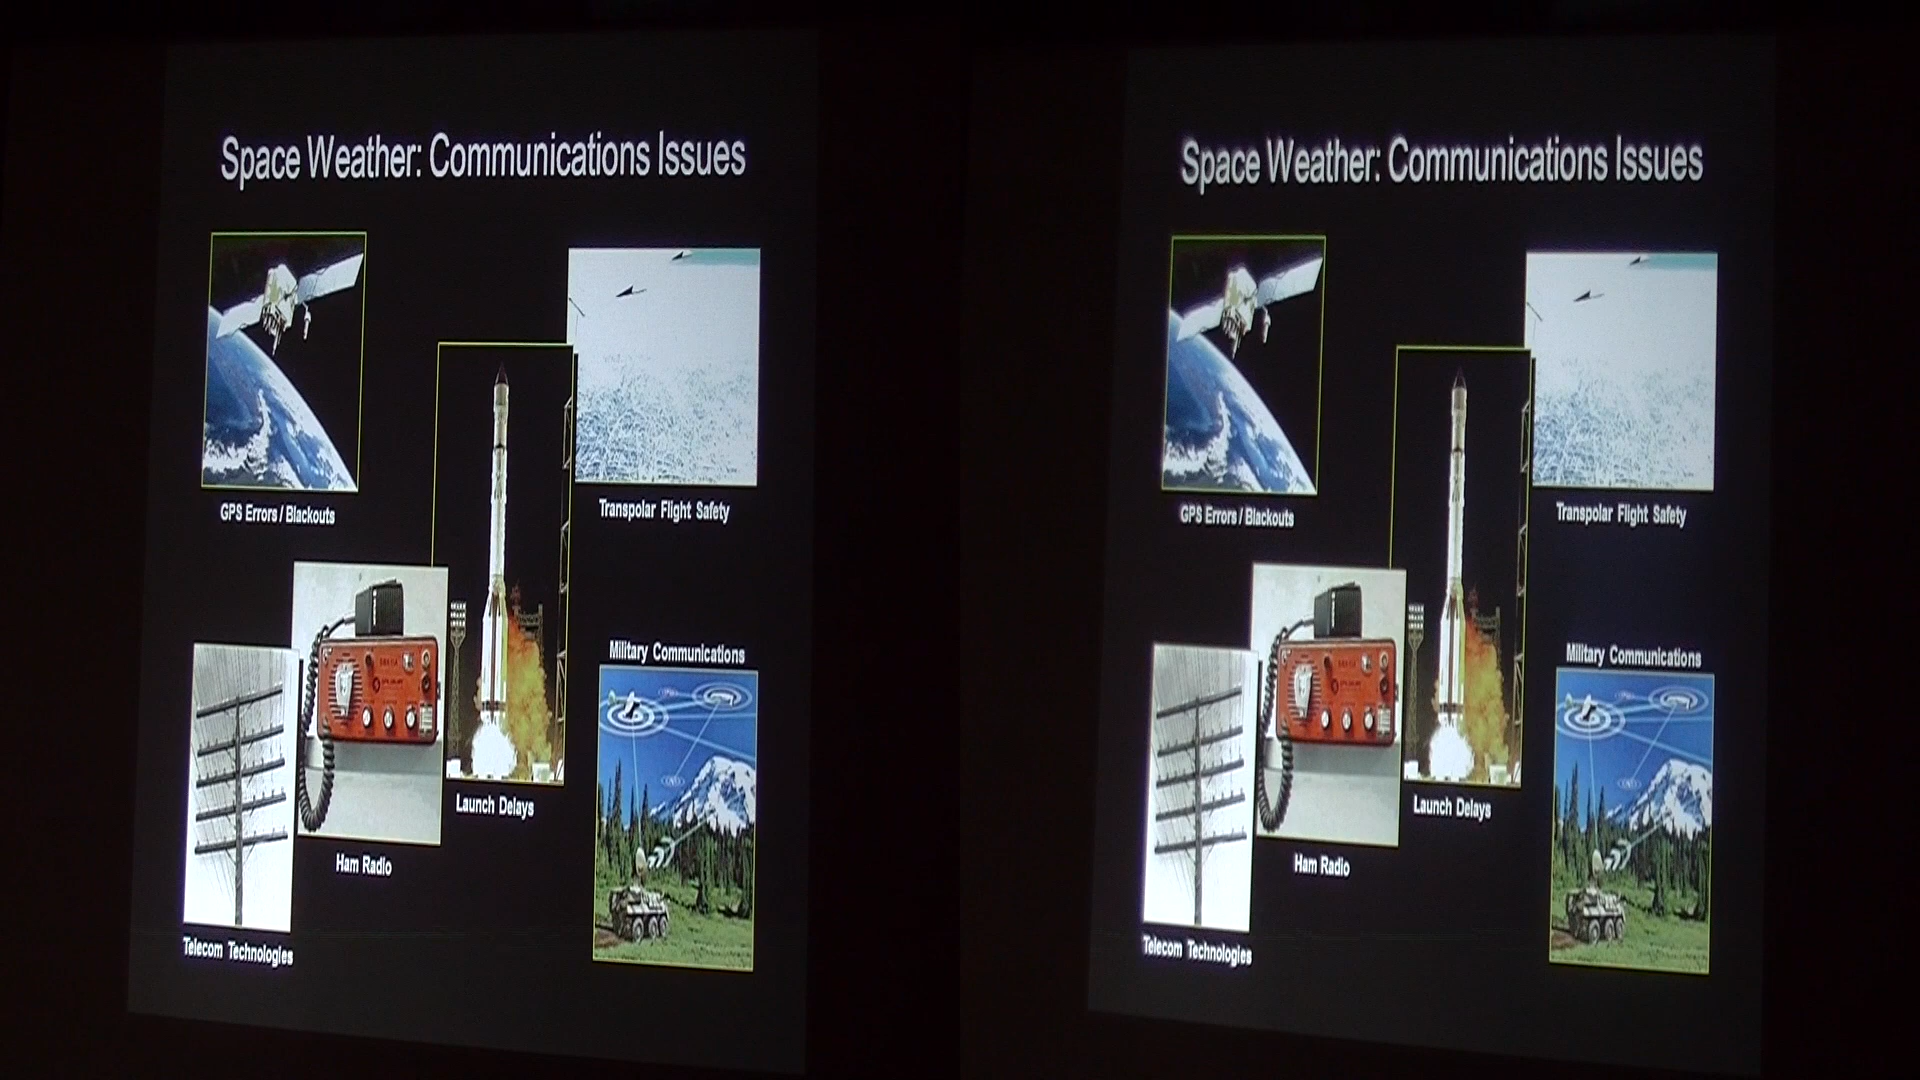 Space Weather: Communications Issues
GPS Errors / Blackouts
Transpolar Flight Safety
Military Communications
Launch Delays
Ham Radio
Telecom Technologies
Space Weather: Communications Issues
GPS Errors / Blackouts
Transpolar Flight Safety
Military Communications
Launch Delays
Ham Radio
Telecom Technologies